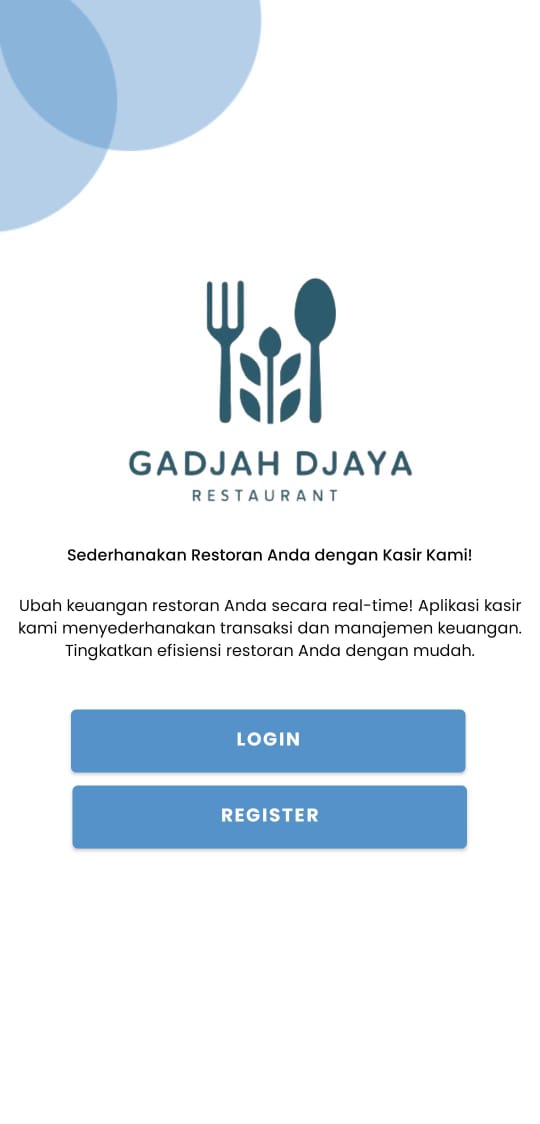 GADJAH DJAYA
RESTAURANT
Sederhanakan Restoran Anda dengan Kasir Kami!
Ubah keuangan restoran Anda secara real-time! Aplikasi kasir
kami menyederhanakan transaksi dan manajemen keuangan.
Tingkatkan efisiensi restoran Anda dengan mudah.
LOGIN
REGISTER